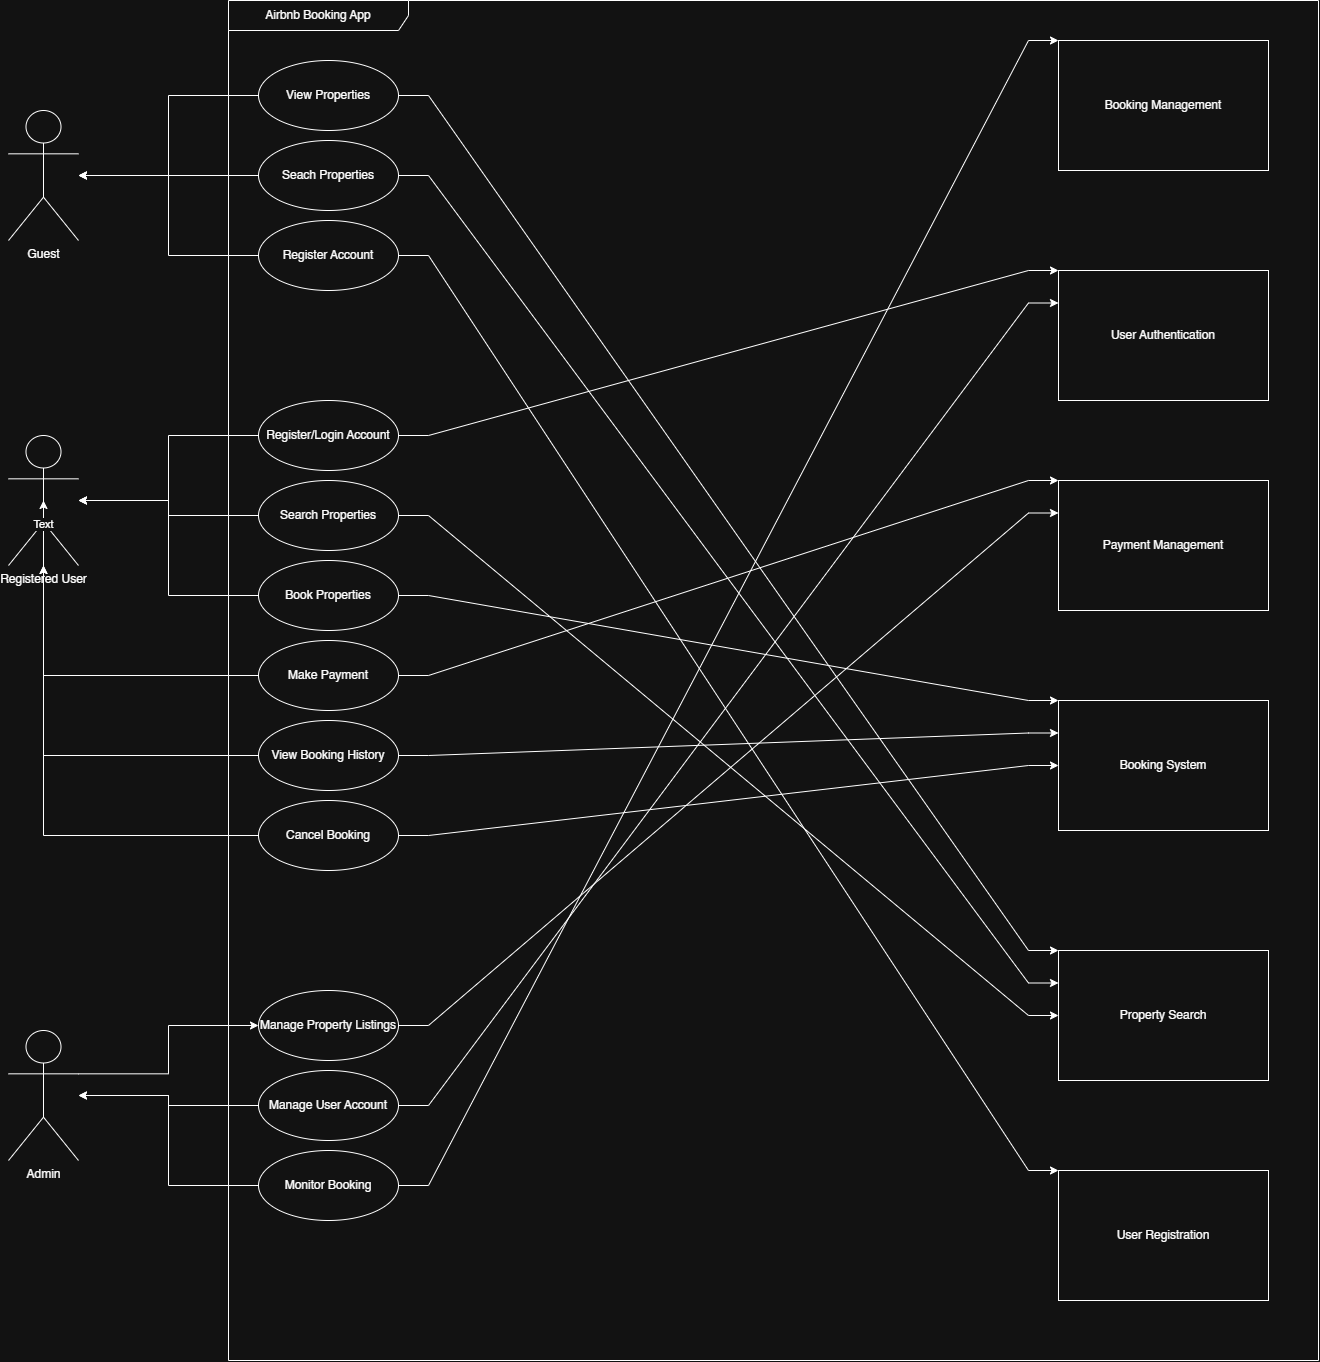 Airbnb Booking App
View Properties
Booking Management
Seach Properties
Guest
Register Account
User Authentication
Register/Login Account
Search Properties
Text
Payment Management
Registered User
Book Properties
Make Payment
View Booking History
Booking System
Cancel Booking
Manage Property Listings
Property Search
Manage User Account
Admin
Monitor Booking
User Registration